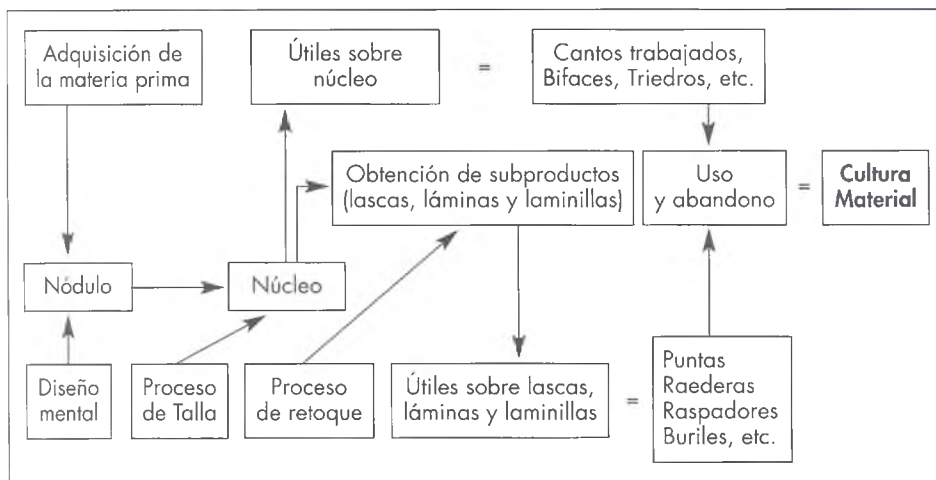 Adquisición de
la materia prima
Útiles sobre
núcleo
=
Cantos trabajados,
Bifaces, Triedros, etc.
Obtención de subproductos
(lascas, láminas y laminillas)
Uso
y abandono
=
Cultura
Material
Nódulo
Núcleo
Diseño
mental
Proceso
de Talla
Proceso
de retoque
Útiles sobre lascas,
láminas y laminillas
=
Puntas
Raederas
Raspadores
Buriles, etc.